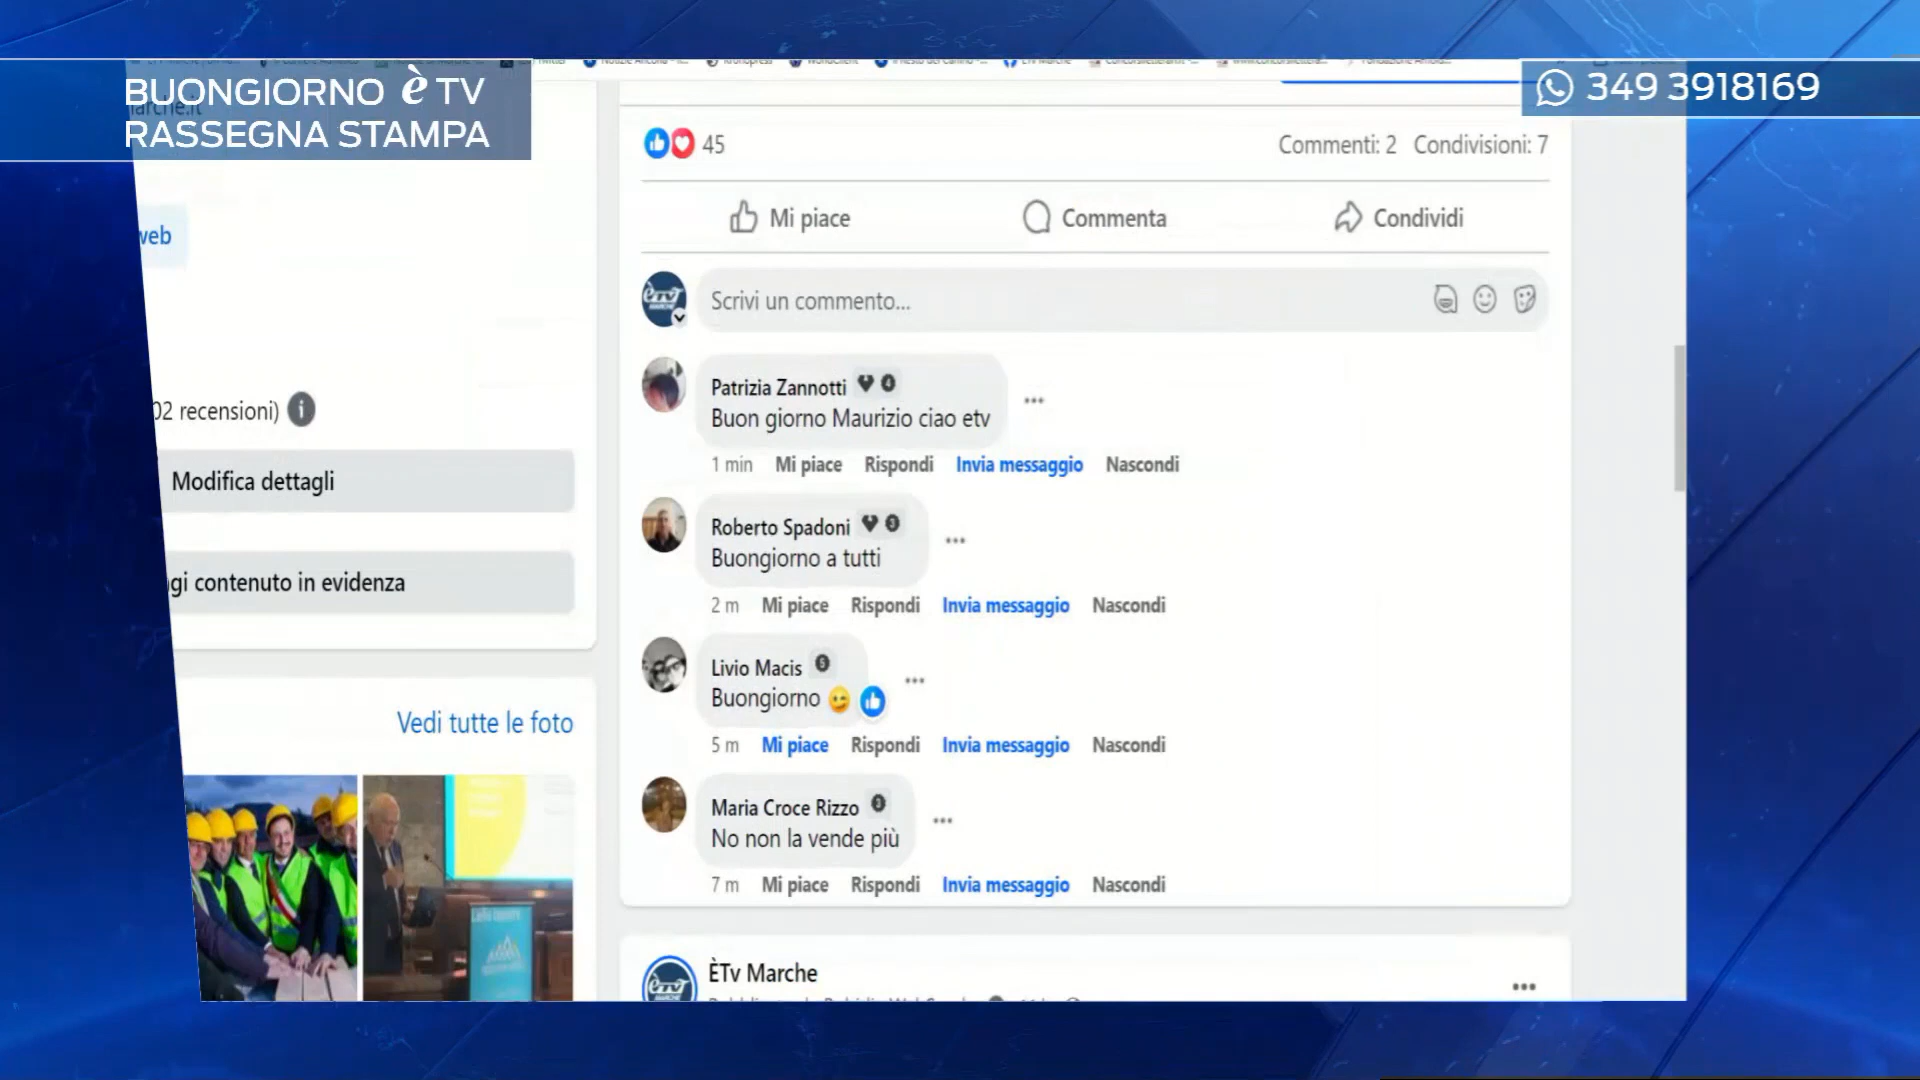 BUONGIORNO è TV
RASSEGNA STAMPA
349 3918169
45
Commenti: 2 Condivisioni: 7
Mi piace Commenta Condividi
web
Scrivi un commento...
Patrizia Zannotti 4
Buon giorno Maurizio ciao etv
02 recensioni)
1 min Mi piace Rispondi Invia messaggio Nascondi
Modifica dettagli
Roberto Spadoni 3
Buongiorno a tutti
gi contenuto in evidenza
2 m Mi piace Rispondi Invia messaggio Nascondi
Livio Macis 5
Buongiorno 😉
Vedi tutte le foto
5 m Mi piace Rispondi Invia messaggio Nascondi
Maria Croce Rizzo 3
No non la vende più
7 m Mi piace Rispondi Invia messaggio Nascondi
ÈTv Marche